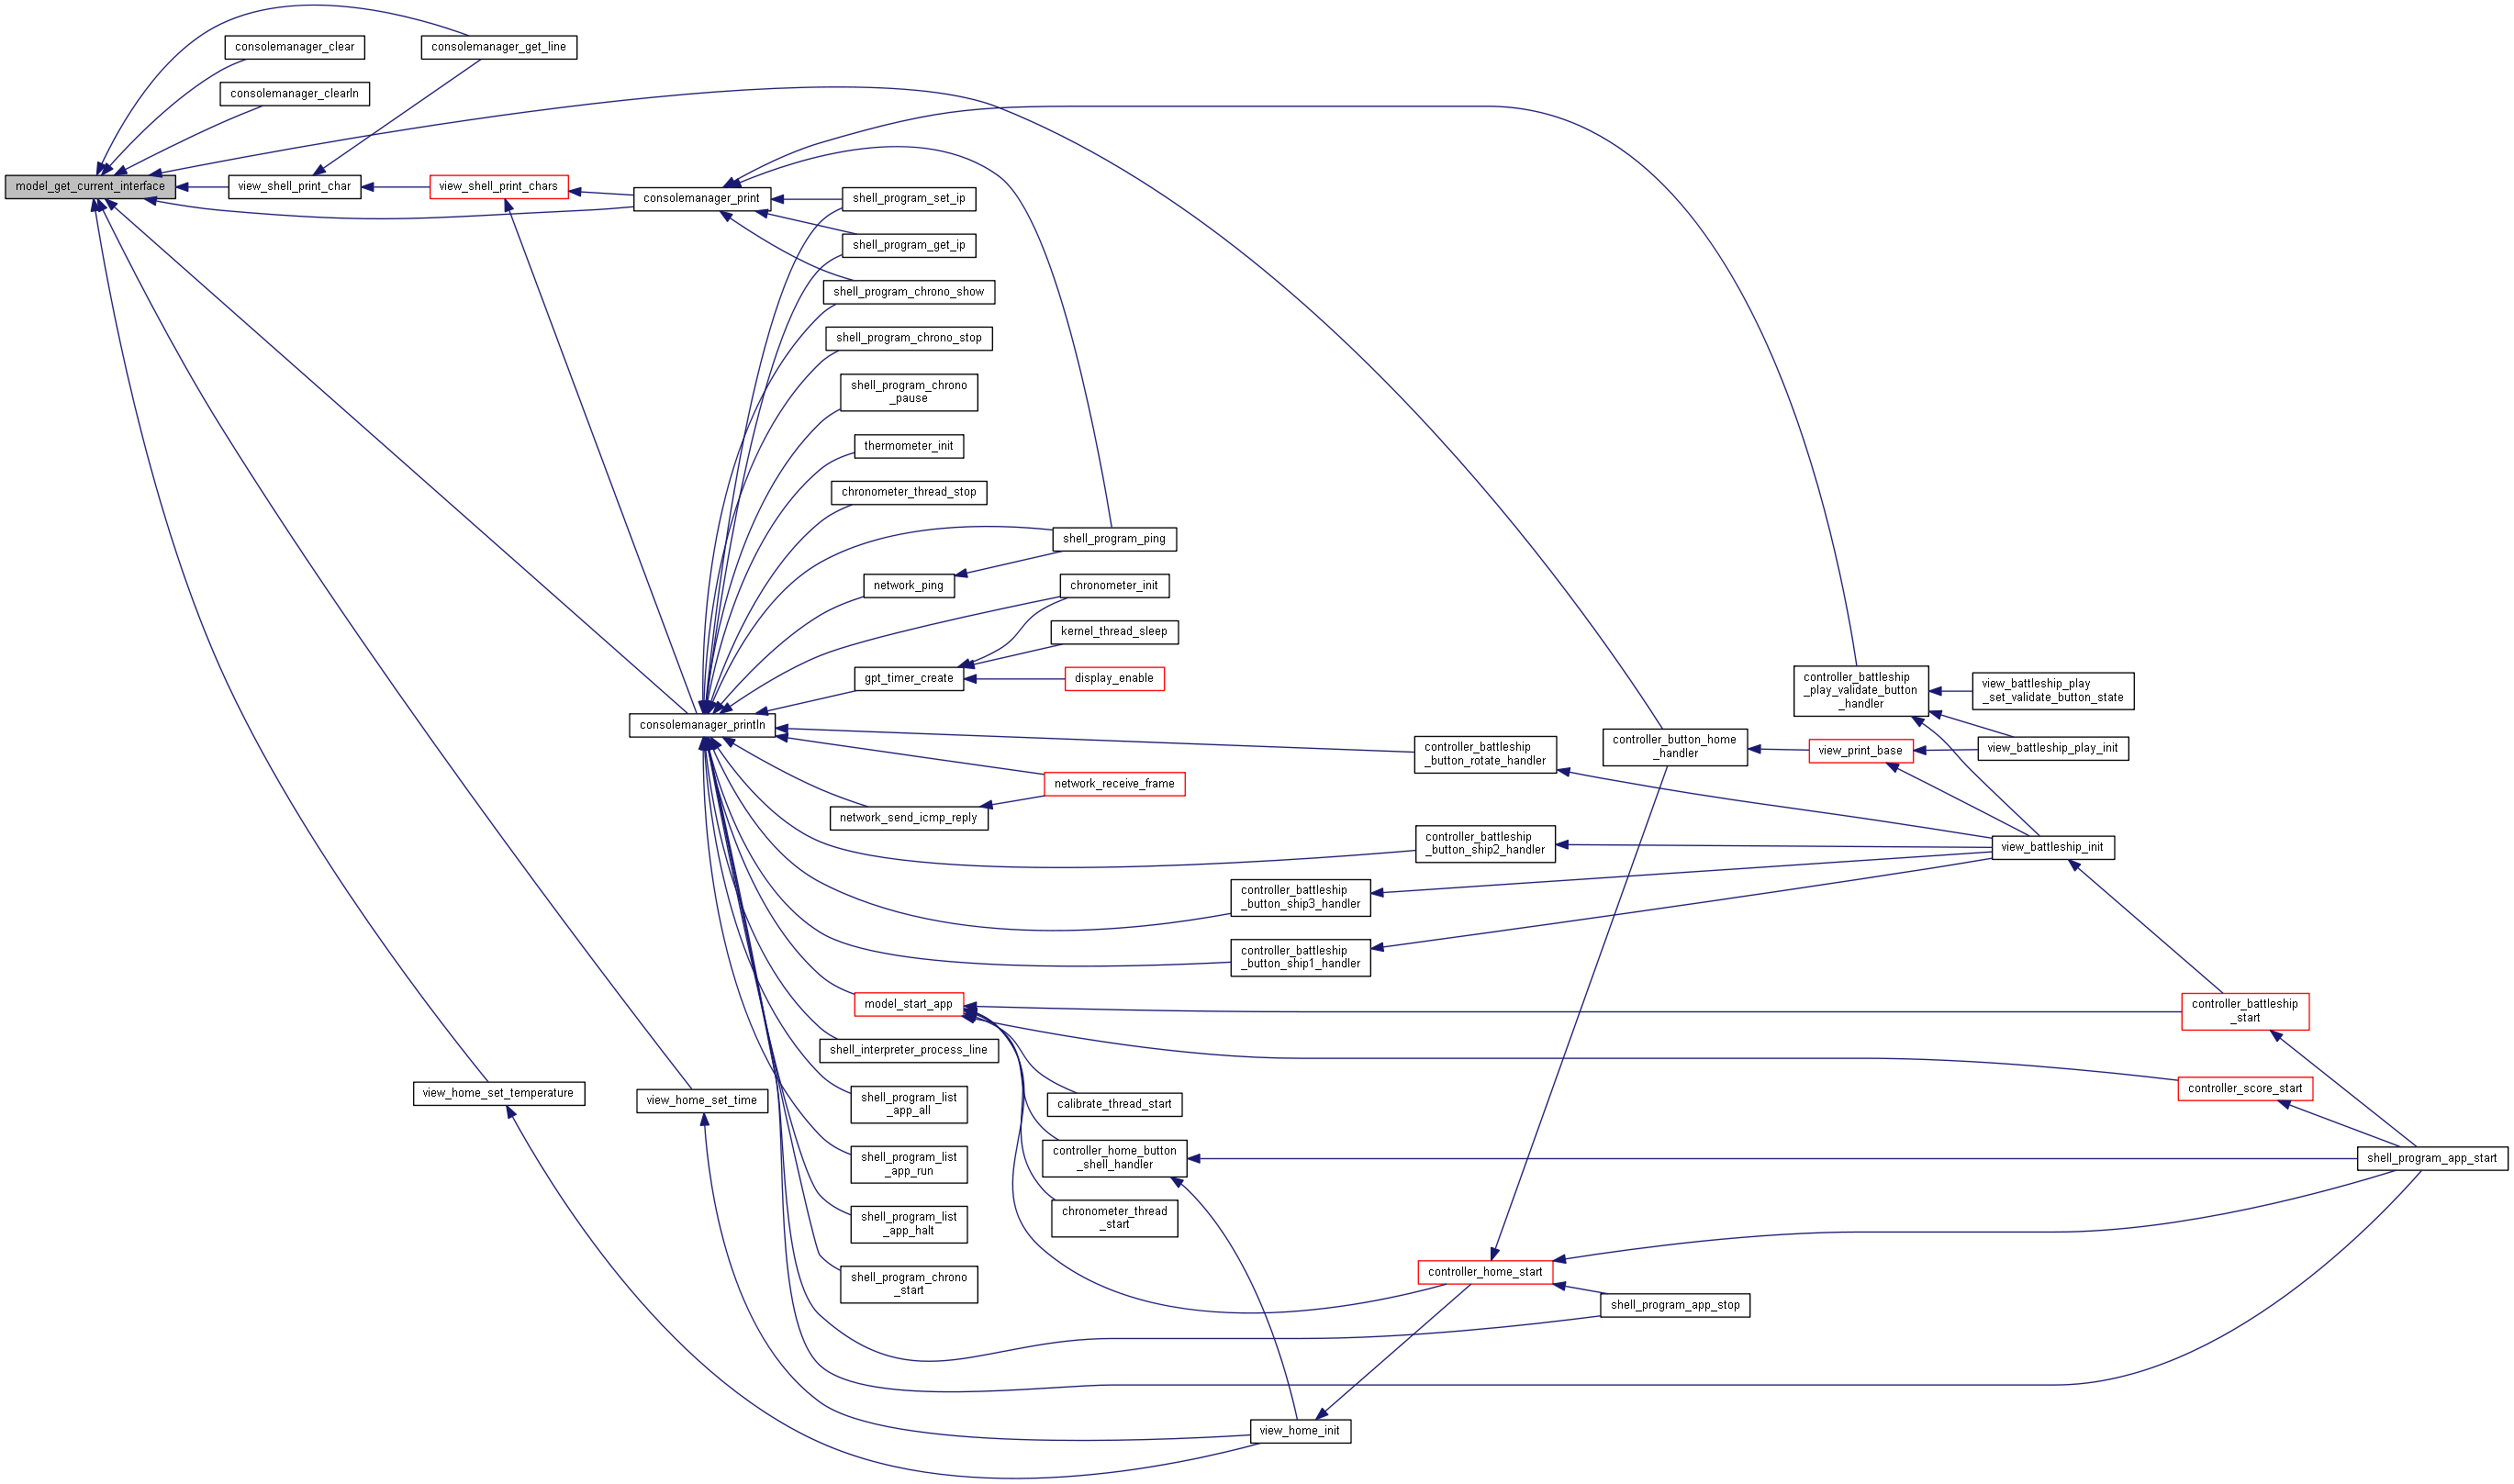 consolemanager_clear
consolemanager_get_line
consolemanager_clearln
model_get_current_interface
view_shell_print_char
view_shell_print_chars
consolemanager_print
shell_program_set_ip
shell_program_get_ip
shell_program_chrono_show
shell_program_chrono_stop
shell_program_chrono
_pause
thermometer_init
chronometer_thread_stop
shell_program_ping
network_ping
chronometer_init
kernel_thread_sleep
gpt_timer_create
display_enable
consolemanager_println
controller_battleship
_play_validate_button
_handler
view_battleship_play
_set_validate_button_state
controller_button_home
_handler
view_print_base
view_battleship_play_init
controller_battleship
_button_rotate_handler
network_receive_frame
network_send_icmp_reply
controller_battleship
_button_ship2_handler
view_battleship_init
controller_battleship
_button_ship3_handler
controller_battleship
_button_ship1_handler
model_start_app
controller_battleship
_start
shell_interpreter_process_line
view_home_set_temperature
view_home_set_time
shell_program_list
_app_all
calibrate_thread_start
controller_score_start
shell_program_list
_app_run
controller_home_button
_shell_handler
shell_program_app_start
shell_program_list
_app_halt
chronometer_thread
_start
shell_program_chrono
_start
controller_home_start
shell_program_app_stop
view_home_init